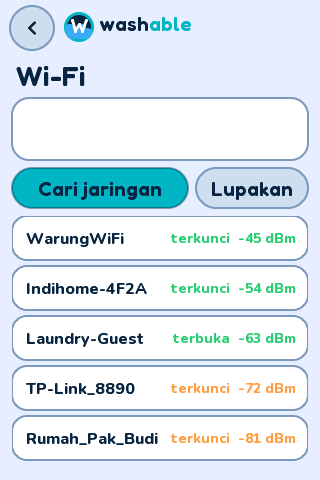 washable
Wi-Fi
Cari jaringan
Lupakan
WarungWiFi terkunci -45 dBm
Indihome-4F2A terkunci -54 dBm
Laundry-Guest terbuka -63 dBm
TP-Link_8890 terkunci -72 dBm
Rumah_Pak_Budi terkunci -81 dBm